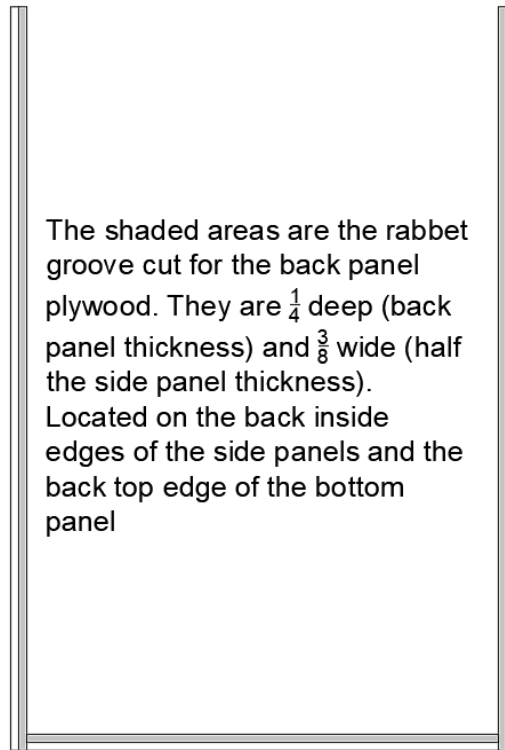 The shaded areas are the rabbet
groove cut for the back panel
plywood. They are 1/4 deep (back
panel thickness) and 3/8 wide (half
the side panel thickness).
Located on the back inside
edges of the side panels and the
back top edge of the bottom
panel